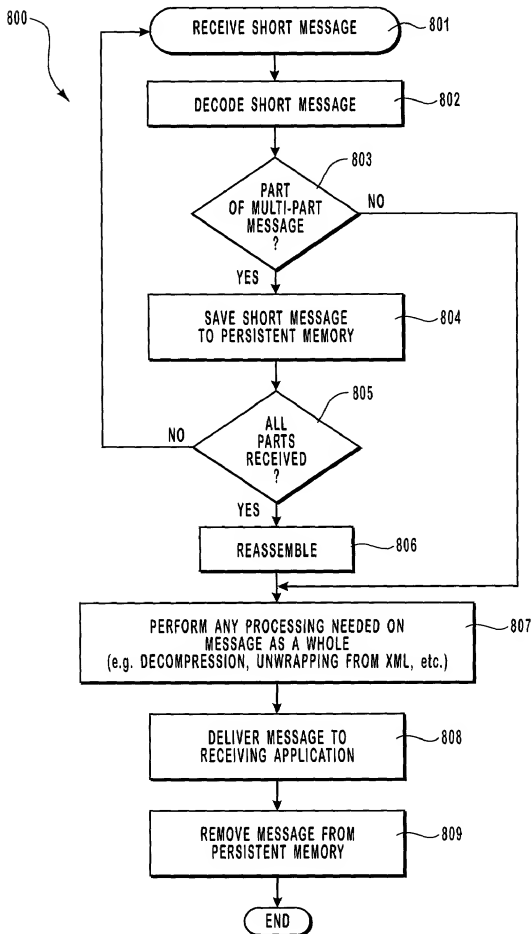 800
RECEIVE SHORT MESSAGE
801
DECODE SHORT MESSAGE
802
803
PART
OF MULTI-PART
MESSAGE
?
NO
YES
SAVE SHORT MESSAGE
TO PERSISTENT MEMORY
804
805
ALL
PARTS
RECEIVED
?
NO
YES
REASSEMBLE
806
PERFORM ANY PROCESSING NEEDED ON
MESSAGE AS A WHOLE
(e.g. DECOMPRESSION, UNWRAPPING FROM XML, etc.)
807
DELIVER MESSAGE TO
RECEIVING APPLICATION
808
REMOVE MESSAGE FROM
PERSISTENT MEMORY
809
END